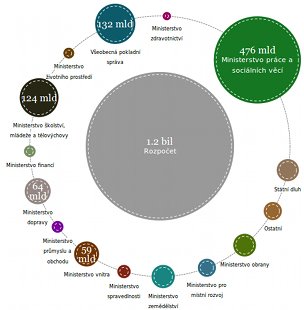 132 mld
Všeobecná pokladní
správa
Ministerstvo
zdravotnictví
476 mld
Ministerstvo práce a
sociálních věcí
Ministerstvo
životního prostředí
124 mld
Ministerstvo školství,
mládeže a tělovýchovy
1.2 bil
Rozpočet
Ministerstvo financí
64
mld
Ministerstvo
dopravy
Státní dluh
Ostatní
Ministerstvo
průmyslu a
obchodu
59
mld
Ministerstvo vnitra
Ministerstvo obrany
Ministerstvo
spravedlnosti
Ministerstvo
zemědělství
Ministerstvo pro
místní rozvoj